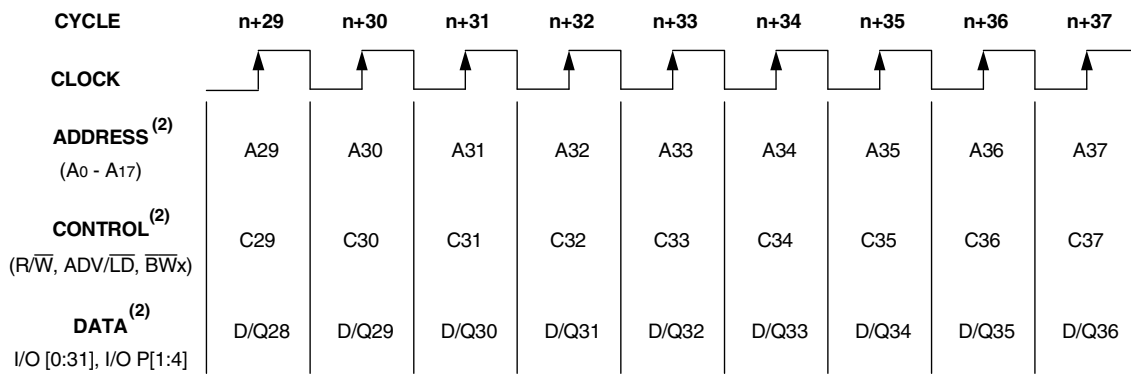 CYCLE n+29 n+30 n+31 n+32 n+33 n+34 n+35 n+36 n+37
CLOCK
ADDRESS(2) A29 A30 A31 A32 A33 A34 A35 A36 A37
(A0 - A17)
CONTROL(2) C29 C30 C31 C32 C33 C34 C35 C36 C37
(R/W̅, ADV/L̅D̅, B̅W̅x)
DATA(2) D/Q28 D/Q29 D/Q30 D/Q31 D/Q32 D/Q33 D/Q34 D/Q35 D/Q36
I/O [0:31], I/O P[1:4]